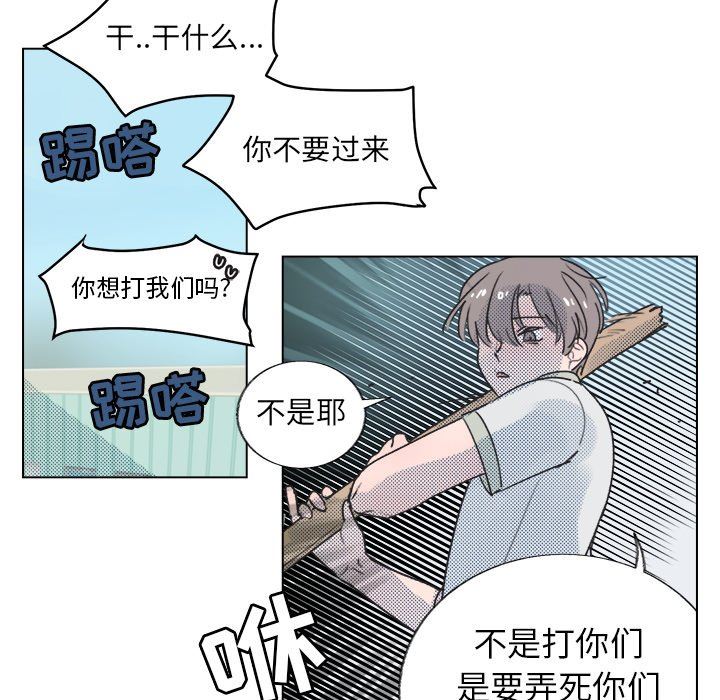 干..干什么...
踢嗒
你不要过来
你想打我们吗?
踢嗒
不是耶
咻
不是打你们
是要弄死你们